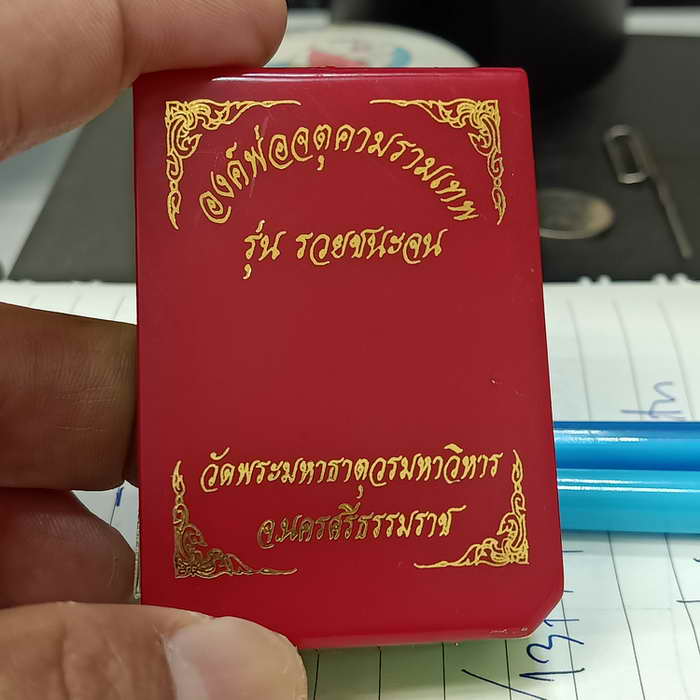 องค์พ่อจตุคามรามเทพ
รุ่น รวยชนะจน
วัดพระมหาธาตุวรมหาวิหาร
จ.นครศรีธรรมราช